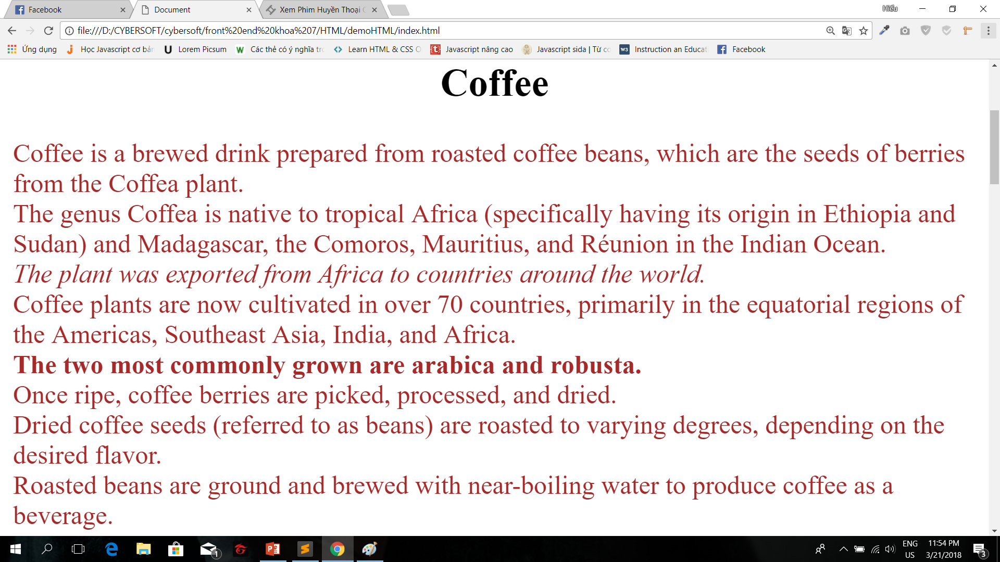 Facebook
Document
Xem Phim Huyền Thoại
Hiếu
file:///D:/CYBERSOFT/cybersoft/front%20end%20khoa%207/HTML/demoHTML/index.html
Ứng dụng
Học Javascript cơ bản
Lorem Picsum
Các thẻ có ý nghĩa
Learn HTML & CSS
Javascript nâng cao
Javascript sida | Từ
Instruction an
Facebook
Coffee
Coffee is a brewed drink prepared from roasted coffee beans, which are the seeds of berries
from the Coffea plant.
The genus Coffea is native to tropical Africa (specifically having its origin in Ethiopia and
Sudan) and Madagascar, the Comoros, Mauritius, and Réunion in the Indian Ocean.
The plant was exported from Africa to countries around the world.
Coffee plants are now cultivated in over 70 countries, primarily in the equatorial regions of
the Americas, Southeast Asia, India, and Africa.
The two most commonly grown are arabica and robusta.
Once ripe, coffee berries are picked, processed, and dried.
Dried coffee seeds (referred to as beans) are roasted to varying degrees, depending on the
desired flavor.
Roasted beans are ground and brewed with near-boiling water to produce coffee as a
beverage.
1
ENG
US
11:54 PM
3/21/2018
3